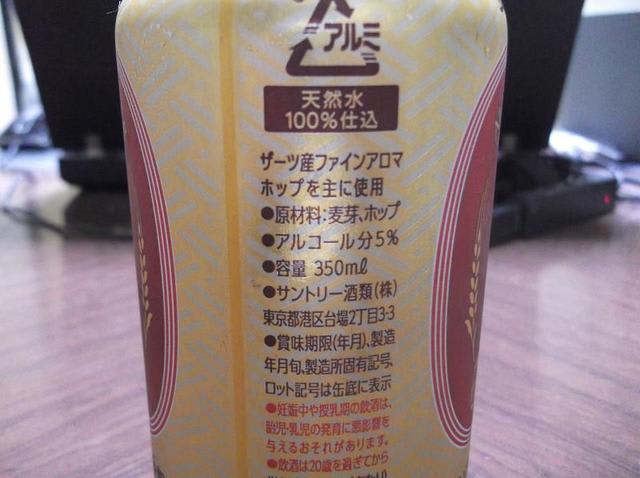 アルミ
天然水
100%仕込
ザーツ産ファインアロマ
ホップを主に使用
●原材料:麦芽、ホップ
●アルコール分5%
●容量 350mℓ
●サントリー酒類(株)
東京都港区台場2丁目3-3
●賞味期限(年月)、製造
年月旬、製造所固有記号、
ロット記号は缶底に表示
●妊娠中や授乳期の飲酒は、
胎児・乳児の発育に悪影響を
与えるおそれがあります。
●飲酒は20歳を過ぎてから